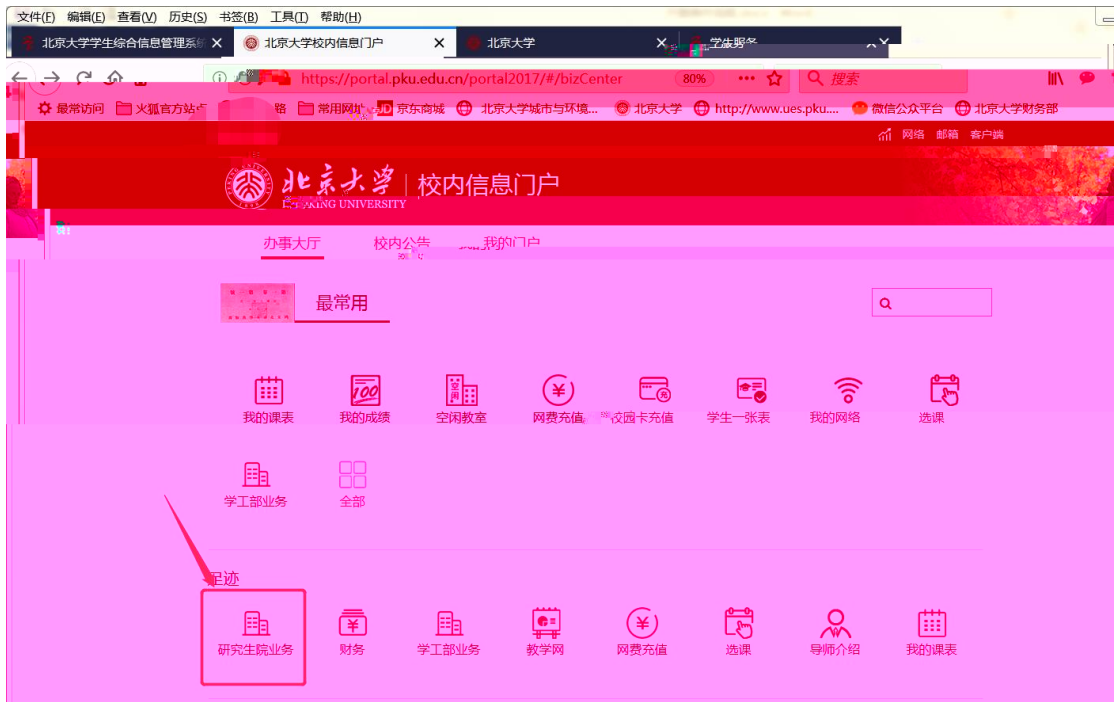 文件(F) 编辑(E) 查看(V) 历史(S) 书签(B) 工具(T) 帮助(H)
北京大学学生综合信息管理系统 北京大学校内信息门户 北京大学 学生服务
https://portal.pku.edu.cn/portal2017/#/bizCenter 80% 搜索
最常访问 火狐官方站点 常用网址 JD 京东商城 北京大学城市与环境... 北京大学 http://www.ues.pku.... 微信公众平台 北京大学财务部
网络 邮箱 客户端
北京大学 校内信息门户
PEKING UNIVERSITY
办事大厅 校内公告 我的门户
最常用
我的课表 我的成绩 空闲教室 网费充值 校园卡充值 学生一张表 我的网络 选课
学工部业务 全部
足迹
研究生院业务 财务 学工部业务 教学网 网费充值 选课 导师介绍 我的课表